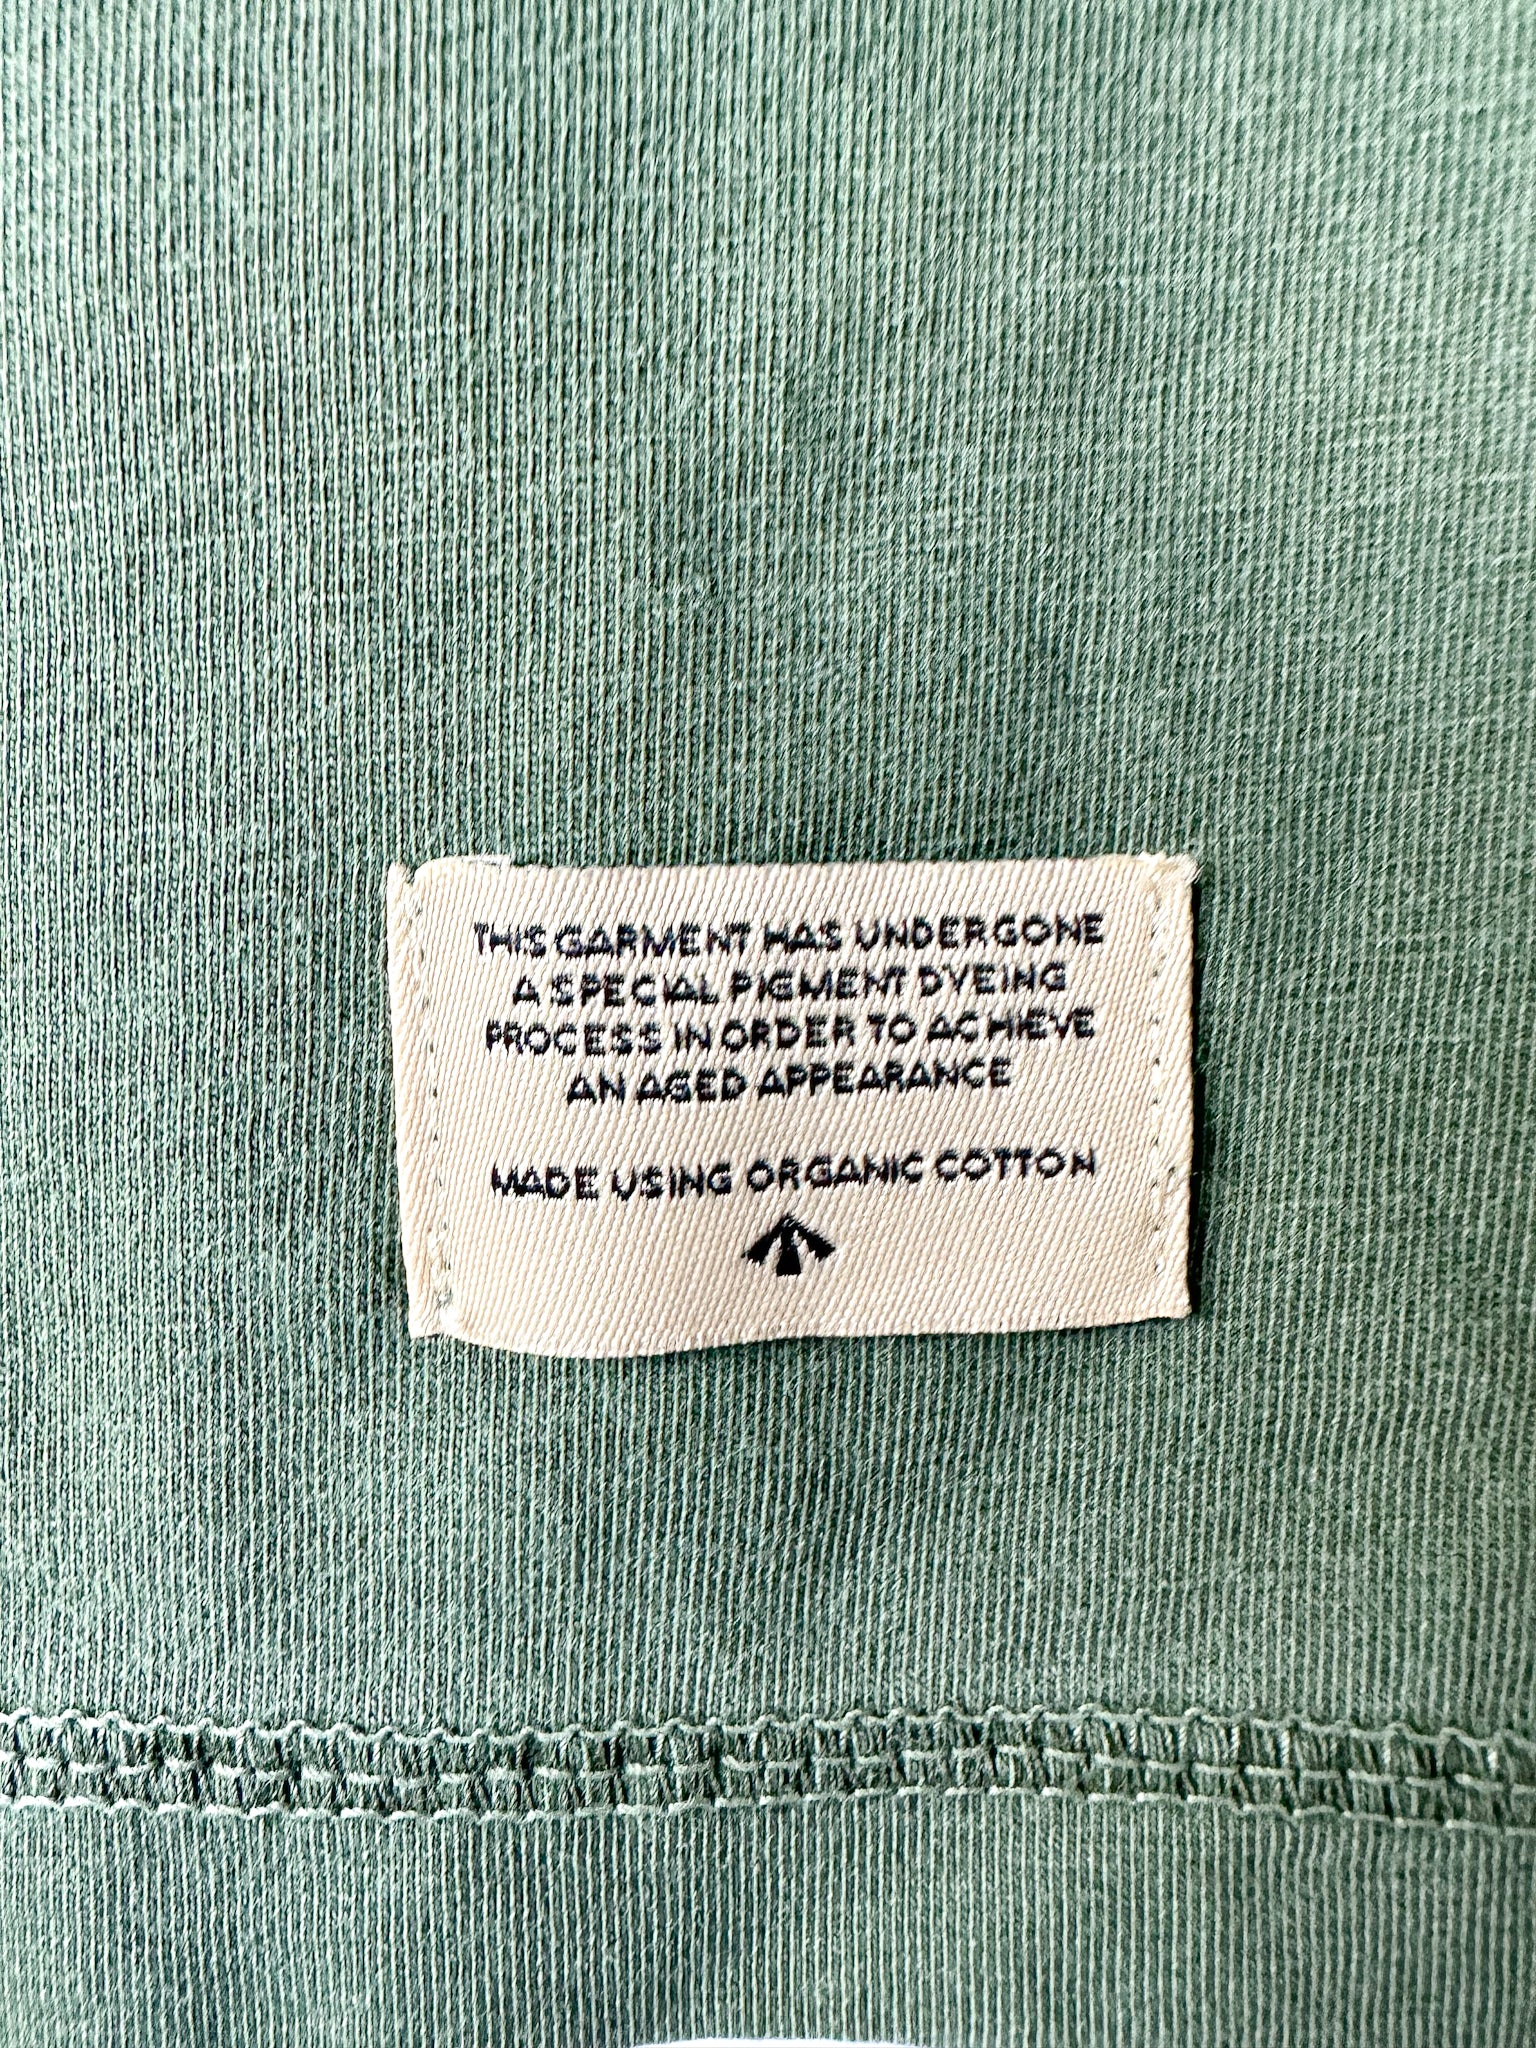 THIS GARMENT HAS UNDERGONE
A SPECIAL PIGMENT DYEING
PROCESS IN ORDER TO ACHIEVE
AN AGED APPEARANCE
MADE USING ORGANIC COTTON